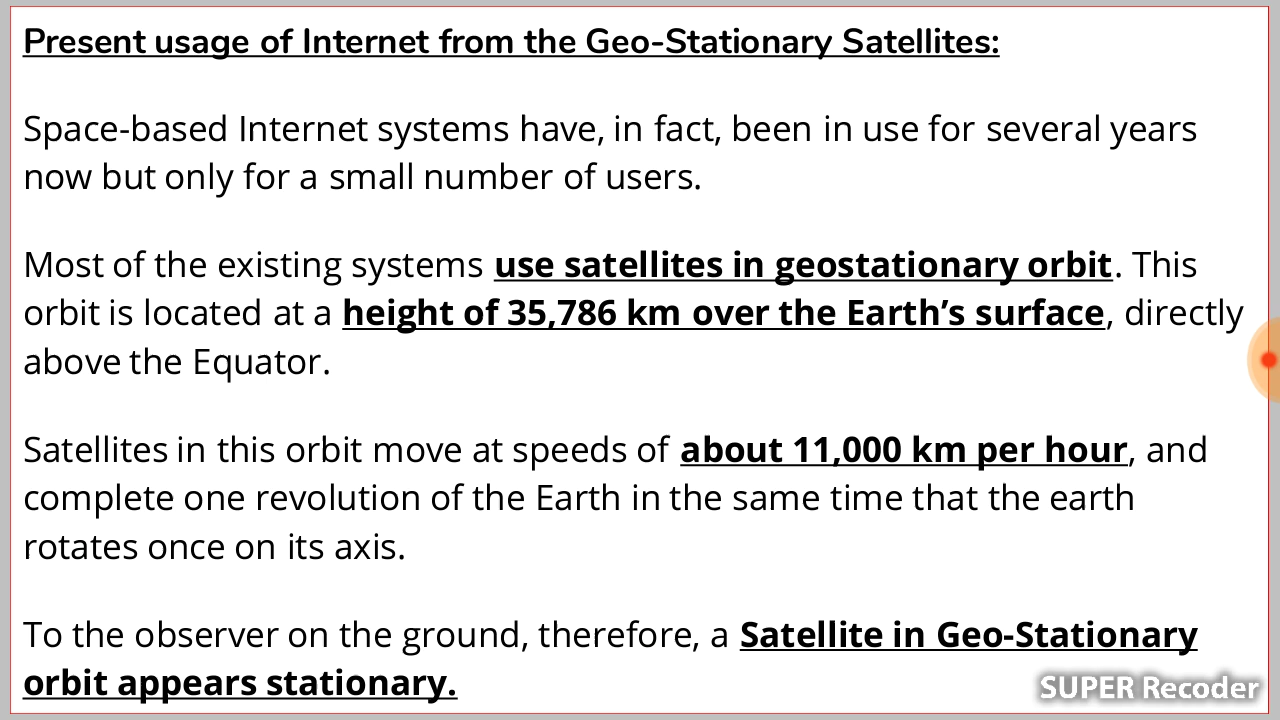 Present usage of Internet from the Geo-Stationary Satellites:
Space-based Internet systems have, in fact, been in use for several years
now but only for a small number of users.
Most of the existing systems use satellites in geostationary orbit. This
orbit is located at a height of 35,786 km over the Earth’s surface, directly
above the Equator.
Satellites in this orbit move at speeds of about 11,000 km per hour, and
complete one revolution of the Earth in the same time that the earth
rotates once on its axis.
To the observer on the ground, therefore, a Satellite in Geo-Stationary
orbit appears stationary.
SUPER Recoder